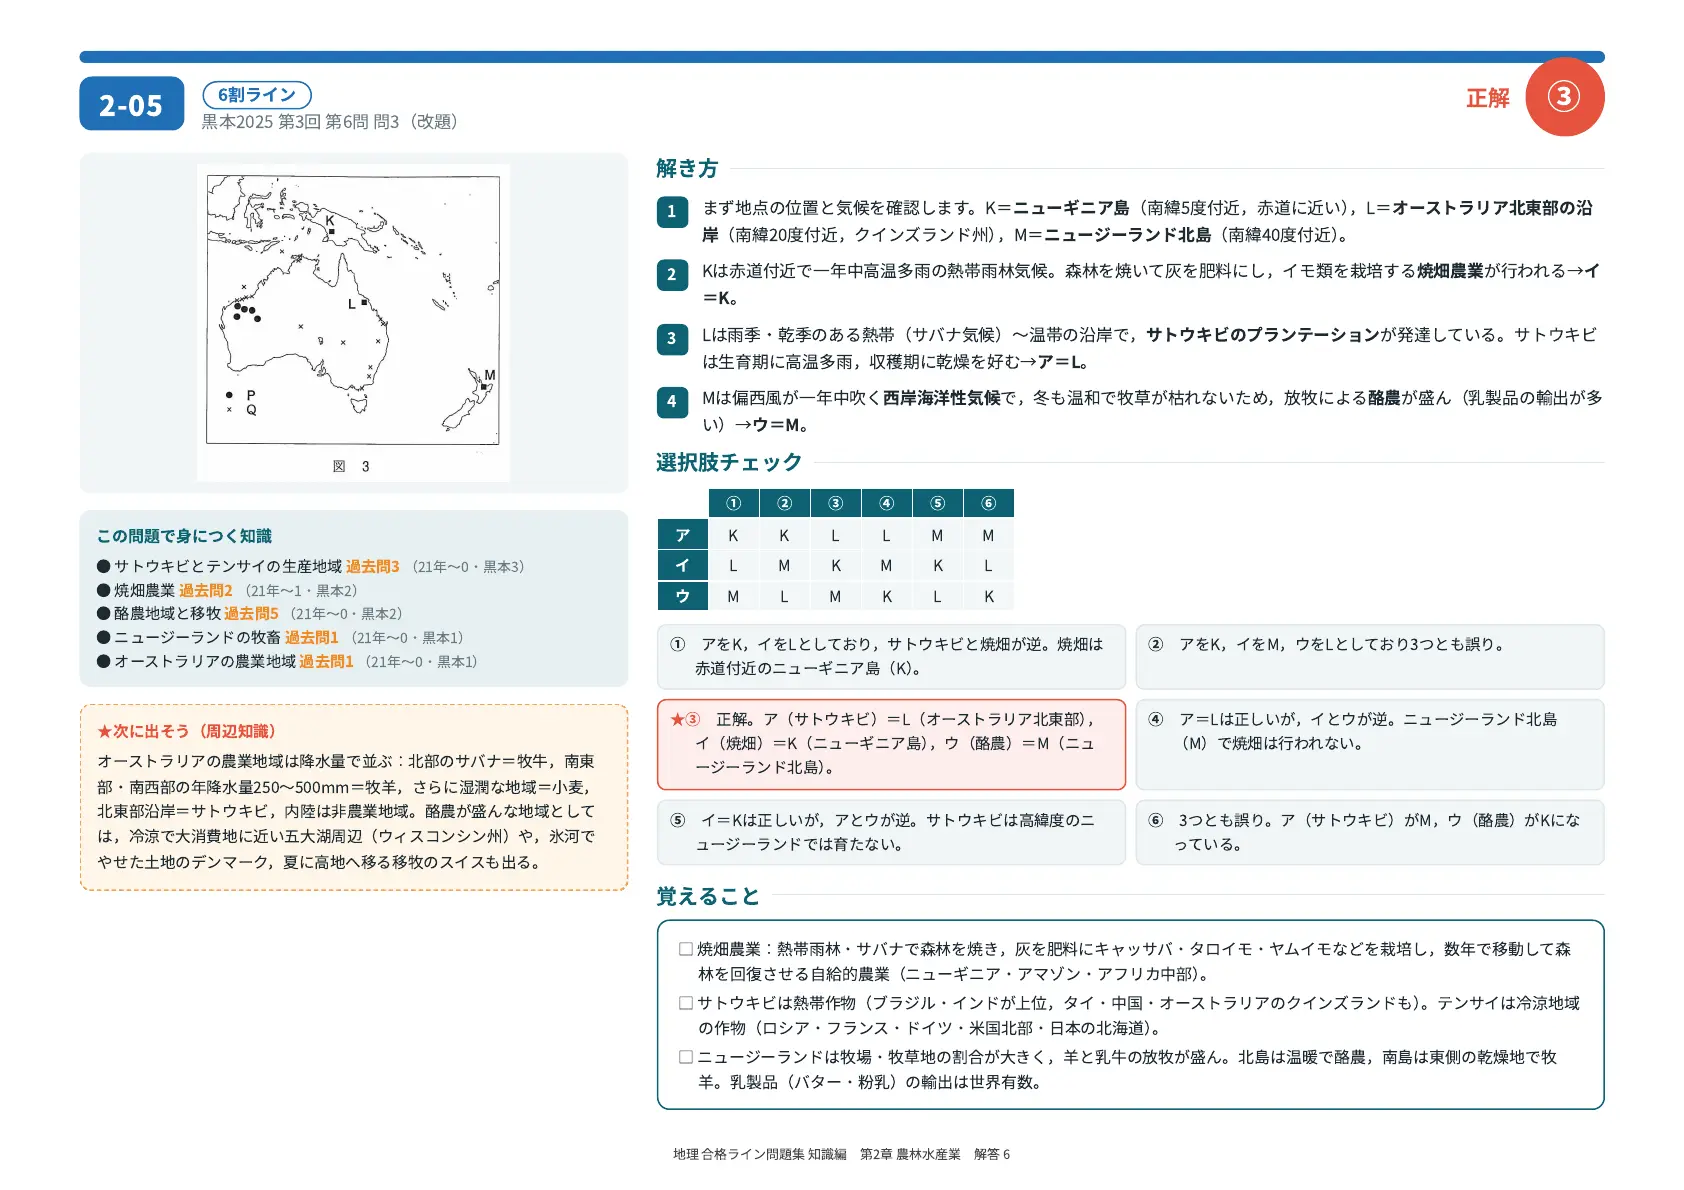 2-05
6割ライン
黒本2025 第3回 第6問 問3（改題）
正解 ③
K
L
M
● P
× Q
図 3
この問題で身につく知識
●サトウキビとテンサイの生産地域 過去問3 （21年〜0・黒本3）
●焼畑農業 過去問2 （21年〜1・黒本2）
●酪農地域と移牧 過去問5 （21年〜0・黒本2）
●ニュージーランドの牧畜 過去問1 （21年〜0・黒本1）
●オーストラリアの農業地域 過去問1 （21年〜0・黒本1）
★次に出そう（周辺知識）
オーストラリアの農業地域は降水量で並ぶ：北部のサバナ＝牧牛，南東
部・南西部の年降水量250〜500mm＝牧羊，さらに湿潤な地域＝小麦，
北東部沿岸＝サトウキビ，内陸は非農業地域。酪農が盛んな地域として
は，冷涼で大消費地に近い五大湖周辺（ウィスコンシン州）や，氷河で
やせた土地のデンマーク，夏に高地へ移る移牧のスイスも出る。
解き方
1 まず地点の位置と気候を確認します。K＝ニューギニア島（南緯5度付近，赤道に近い），L＝オーストラリア北東部の沿
岸（南緯20度付近，クインズランド州），M＝ニュージーランド北島（南緯40度付近）。
2 Kは赤道付近で一年中高温多雨の熱帯雨林気候。森林を焼いて灰を肥料にし，イモ類を栽培する焼畑農業が行われる→イ
＝K。
3 Lは雨季・乾季のある熱帯（サバナ気候）〜温帯の沿岸で，サトウキビのプランテーションが発達している。サトウキビ
は生育期に高温多雨，収穫期に乾燥を好む→ア＝L。
4 Mは偏西風が一年中吹く西岸海洋性気候で，冬も温和で牧草が枯れないため，放牧による酪農が盛ん（乳製品の輸出が多
い）→ウ＝M。
選択肢チェック
① ② ③ ④ ⑤ ⑥
ア K K L L M M
イ L M K M K L
ウ M L M K L K
① アをK，イをLとしており，サトウキビと焼畑が逆。焼畑は
赤道付近のニューギニア島（K）。
② アをK，イをM，ウをLとしており3つとも誤り。
★③ 正解。ア（サトウキビ）＝L（オーストラリア北東部），
イ（焼畑）＝K（ニューギニア島），ウ（酪農）＝M（ニュ
ージーランド北島）。
④ ア＝Lは正しいが，イとウが逆。ニュージーランド北島
（M）で焼畑は行われない。
⑤ イ＝Kは正しいが，アとウが逆。サトウキビは高緯度のニ
ュージーランドでは育たない。
⑥ 3つとも誤り。ア（サトウキビ）がM，ウ（酪農）がKにな
っている。
覚えること
□ 焼畑農業：熱帯雨林・サバナで森林を焼き，灰を肥料にキャッサバ・タロイモ・ヤムイモなどを栽培し，数年で移動して森
林を回復させる自給的農業（ニューギニア・アマゾン・アフリカ中部）。
□ サトウキビは熱帯作物（ブラジル・インドが上位，タイ・中国・オーストラリアのクインズランドも）。テンサイは冷涼地域
の作物（ロシア・フランス・ドイツ・米国北部・日本の北海道）。
□ ニュージーランドは牧場・牧草地の割合が大きく，羊と乳牛の放牧が盛ん。北島は温暖で酪農，南島は東側の乾燥地で牧
羊。乳製品（バター・粉乳）の輸出は世界有数。
地理 合格ライン問題集 知識編 第2章 農林水産業 解答 6